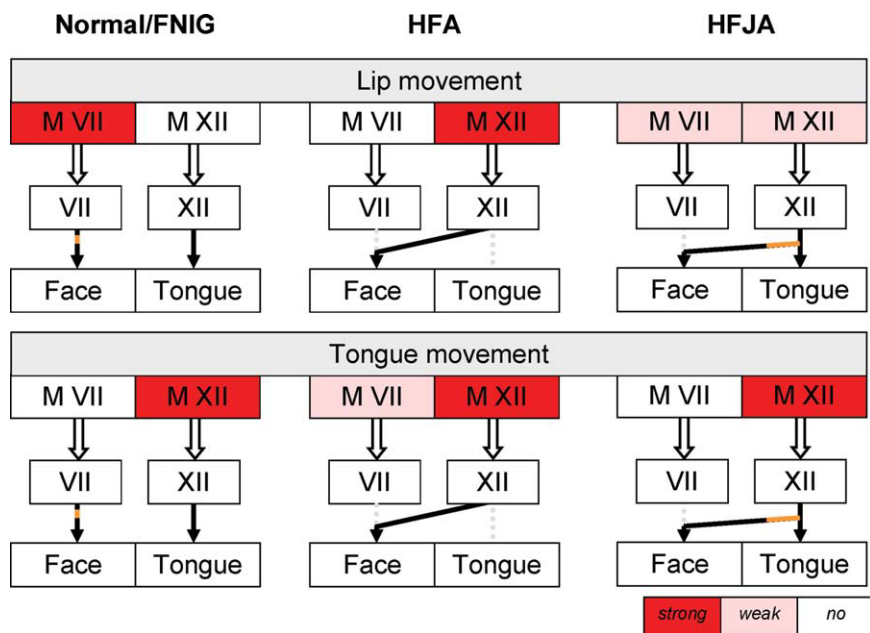 Normal/FNIG HFA HFJA
Lip movement
M VII M XII M VII M XII M VII M XII
VII XII VII XII VII XII
Face Tongue Face Tongue Face Tongue
Tongue movement
M VII M XII M VII M XII M VII M XII
VII XII VII XII VII XII
Face Tongue Face Tongue Face Tongue
strong weak no